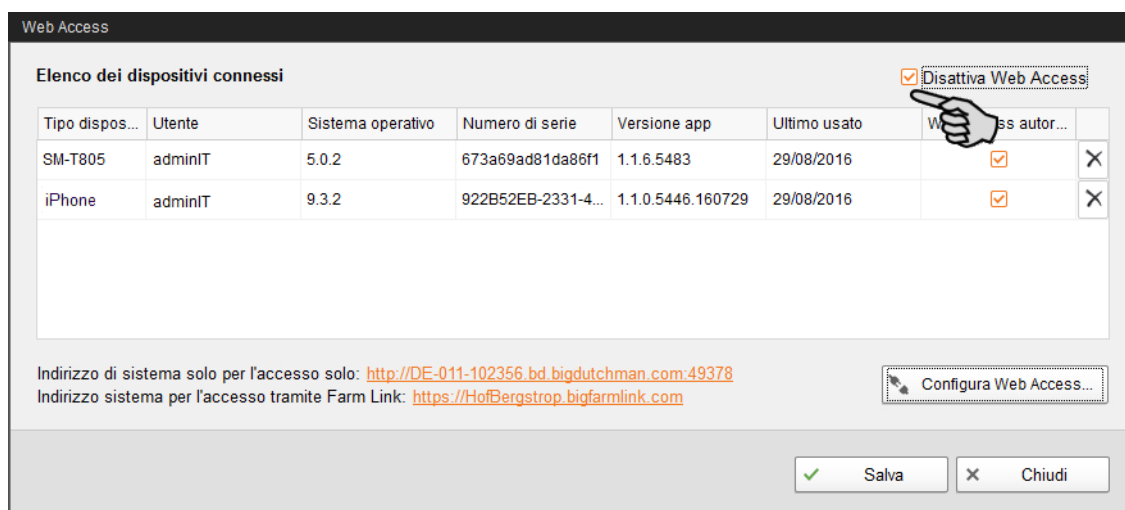 Web Access
Elenco dei dispositivi connessi
Disattiva Web Access
Tipo dispos... Utente Sistema operativo Numero di serie Versione app Ultimo usato ss autor...
SM-T805 adminIT 5.0.2 673a69ad81da86f1 1.1.6.5483 29/08/2016
iPhone adminIT 9.3.2 922B52EB-2331-4... 1.1.0.5446.160729 29/08/2016
Indirizzo di sistema solo per l'accesso solo: http://DE-011-102356.bd.bigdutchman.com:49378
Indirizzo sistema per l'accesso tramite Farm Link: https://HofBergstrop.bigfarmlink.com
Configura Web Access...
Salva Chiudi